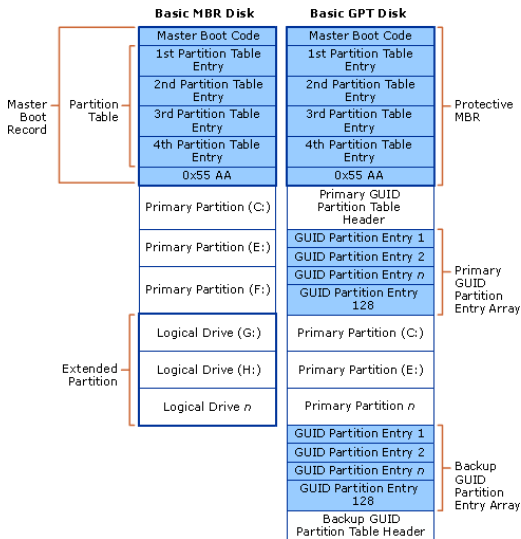 Basic MBR Disk
Master Boot Code
1st Partition Table
Entry
2nd Partition Table
Entry
3rd Partition Table
Entry
4th Partition Table
Entry
0x55 AA
Primary Partition (C:)
Primary Partition (E:)
Primary Partition (F:)
Logical Drive (G:)
Logical Drive (H:)
Logical Drive n
Master
Boot
Record
Partition
Table
Extended
Partition
Basic GPT Disk
Master Boot Code
1st Partition Table
Entry
2nd Partition Table
Entry
3rd Partition Table
Entry
4th Partition Table
Entry
0x55 AA
Primary GUID
Partition Table
Header
GUID Partition Entry 1
GUID Partition Entry 2
GUID Partition Entry n
GUID Partition Entry
128
Primary Partition (C:)
Primary Partition (E:)
Primary Partition n
GUID Partition Entry 1
GUID Partition Entry 2
GUID Partition Entry n
GUID Partition Entry
128
Backup GUID
Partition Table Header
Protective
MBR
Primary
GUID
Partition
Entry Array
Backup
GUID
Partition
Entry Array